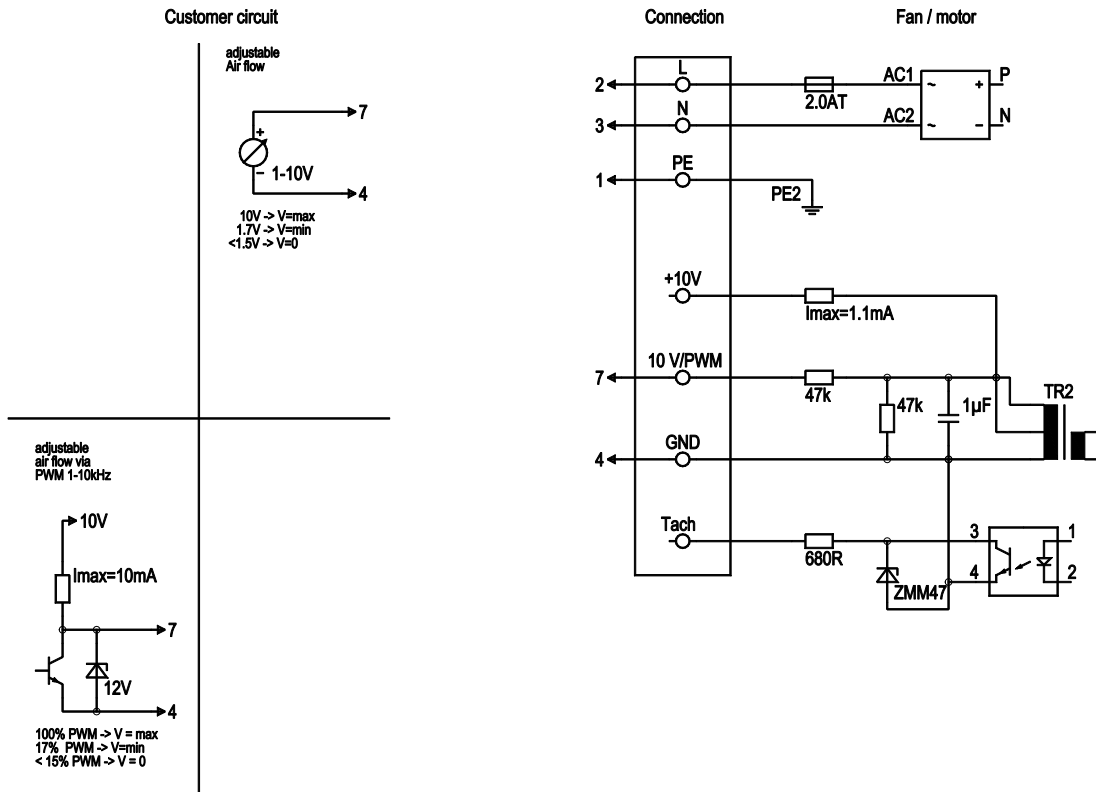 Customer circuit
Connection
Fan / motor
adjustable
Air flow
7
+
1-10V
−
4
10V -> V=max
1.7V -> V=min
<1.5V -> V=0
adjustable
air flow via
PWM 1-10kHz
10V
Imax=10mA
7
12V
4
100% PWM -> V = max
17% PWM -> V=min
< 15% PWM -> V = 0
2
L
2.0AT
AC1
~
+
P
3
N
AC2
~
−
N
1
PE
PE2
+10V
Imax=1.1mA
7
10 V/PWM
47k
47k
1µF
TR2
4
GND
Tach
680R
ZMM47
3
1
4
2